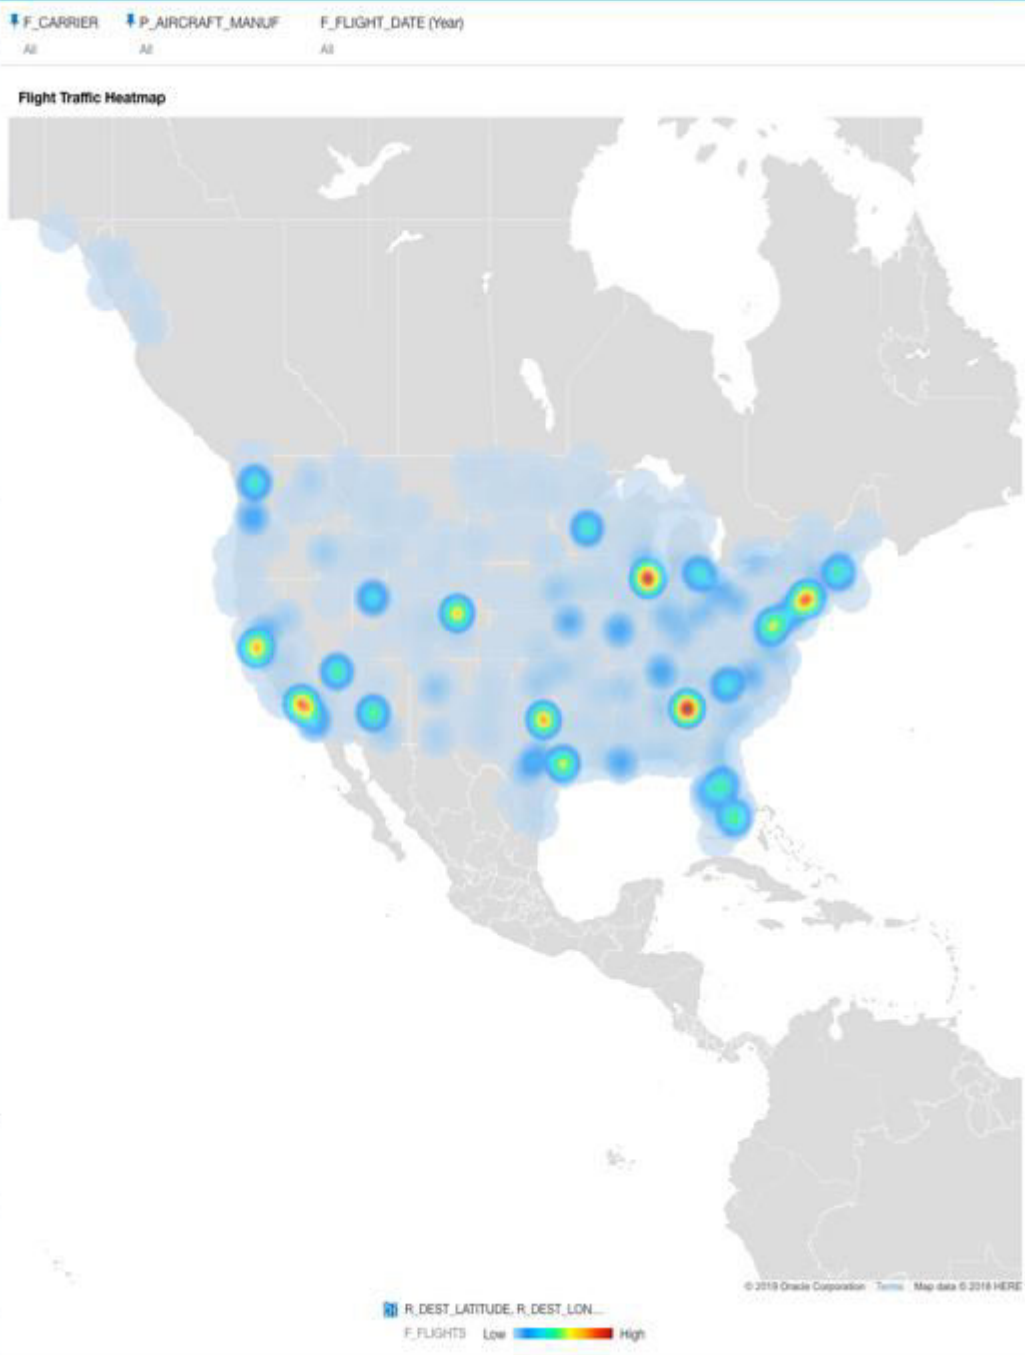 F_CARRIER P_AIRCRAFT_MANUF F_FLIGHT_DATE (Year)
All All All
Flight Traffic Heatmap
© 2019 Oracle Corporation Terms Map data © 2018 HERE
R_DEST_LATITUDE, R_DEST_LON...
F_FLIGHTS Low High